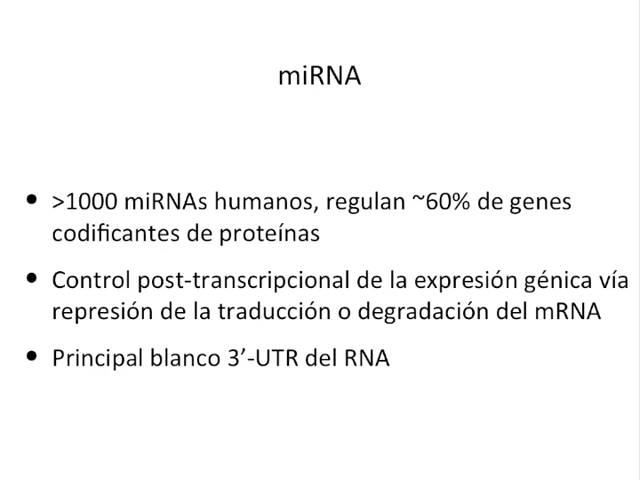 miRNA
• >1000 miRNAs humanos, regulan ~60% de genes
codificantes de proteínas
• Control post-transcripcional de la expresión génica vía
represión de la traducción o degradación del mRNA
• Principal blanco 3’-UTR del RNA